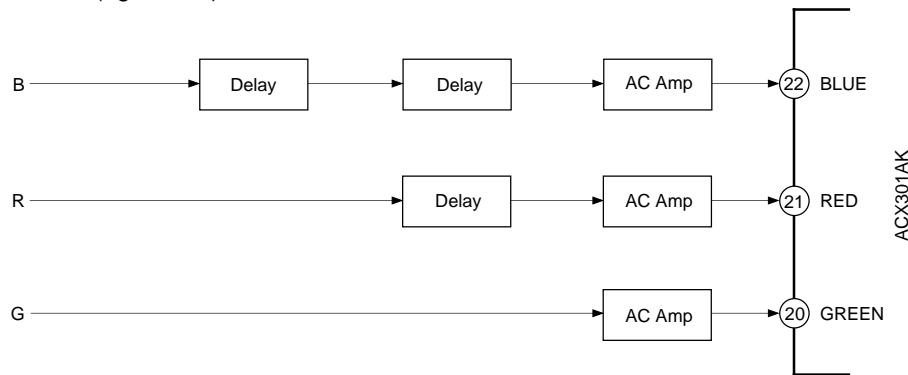 B Delay Delay AC Amp 22 BLUE
R Delay AC Amp 21 RED
G AC Amp 20 GREEN
ACX301AK